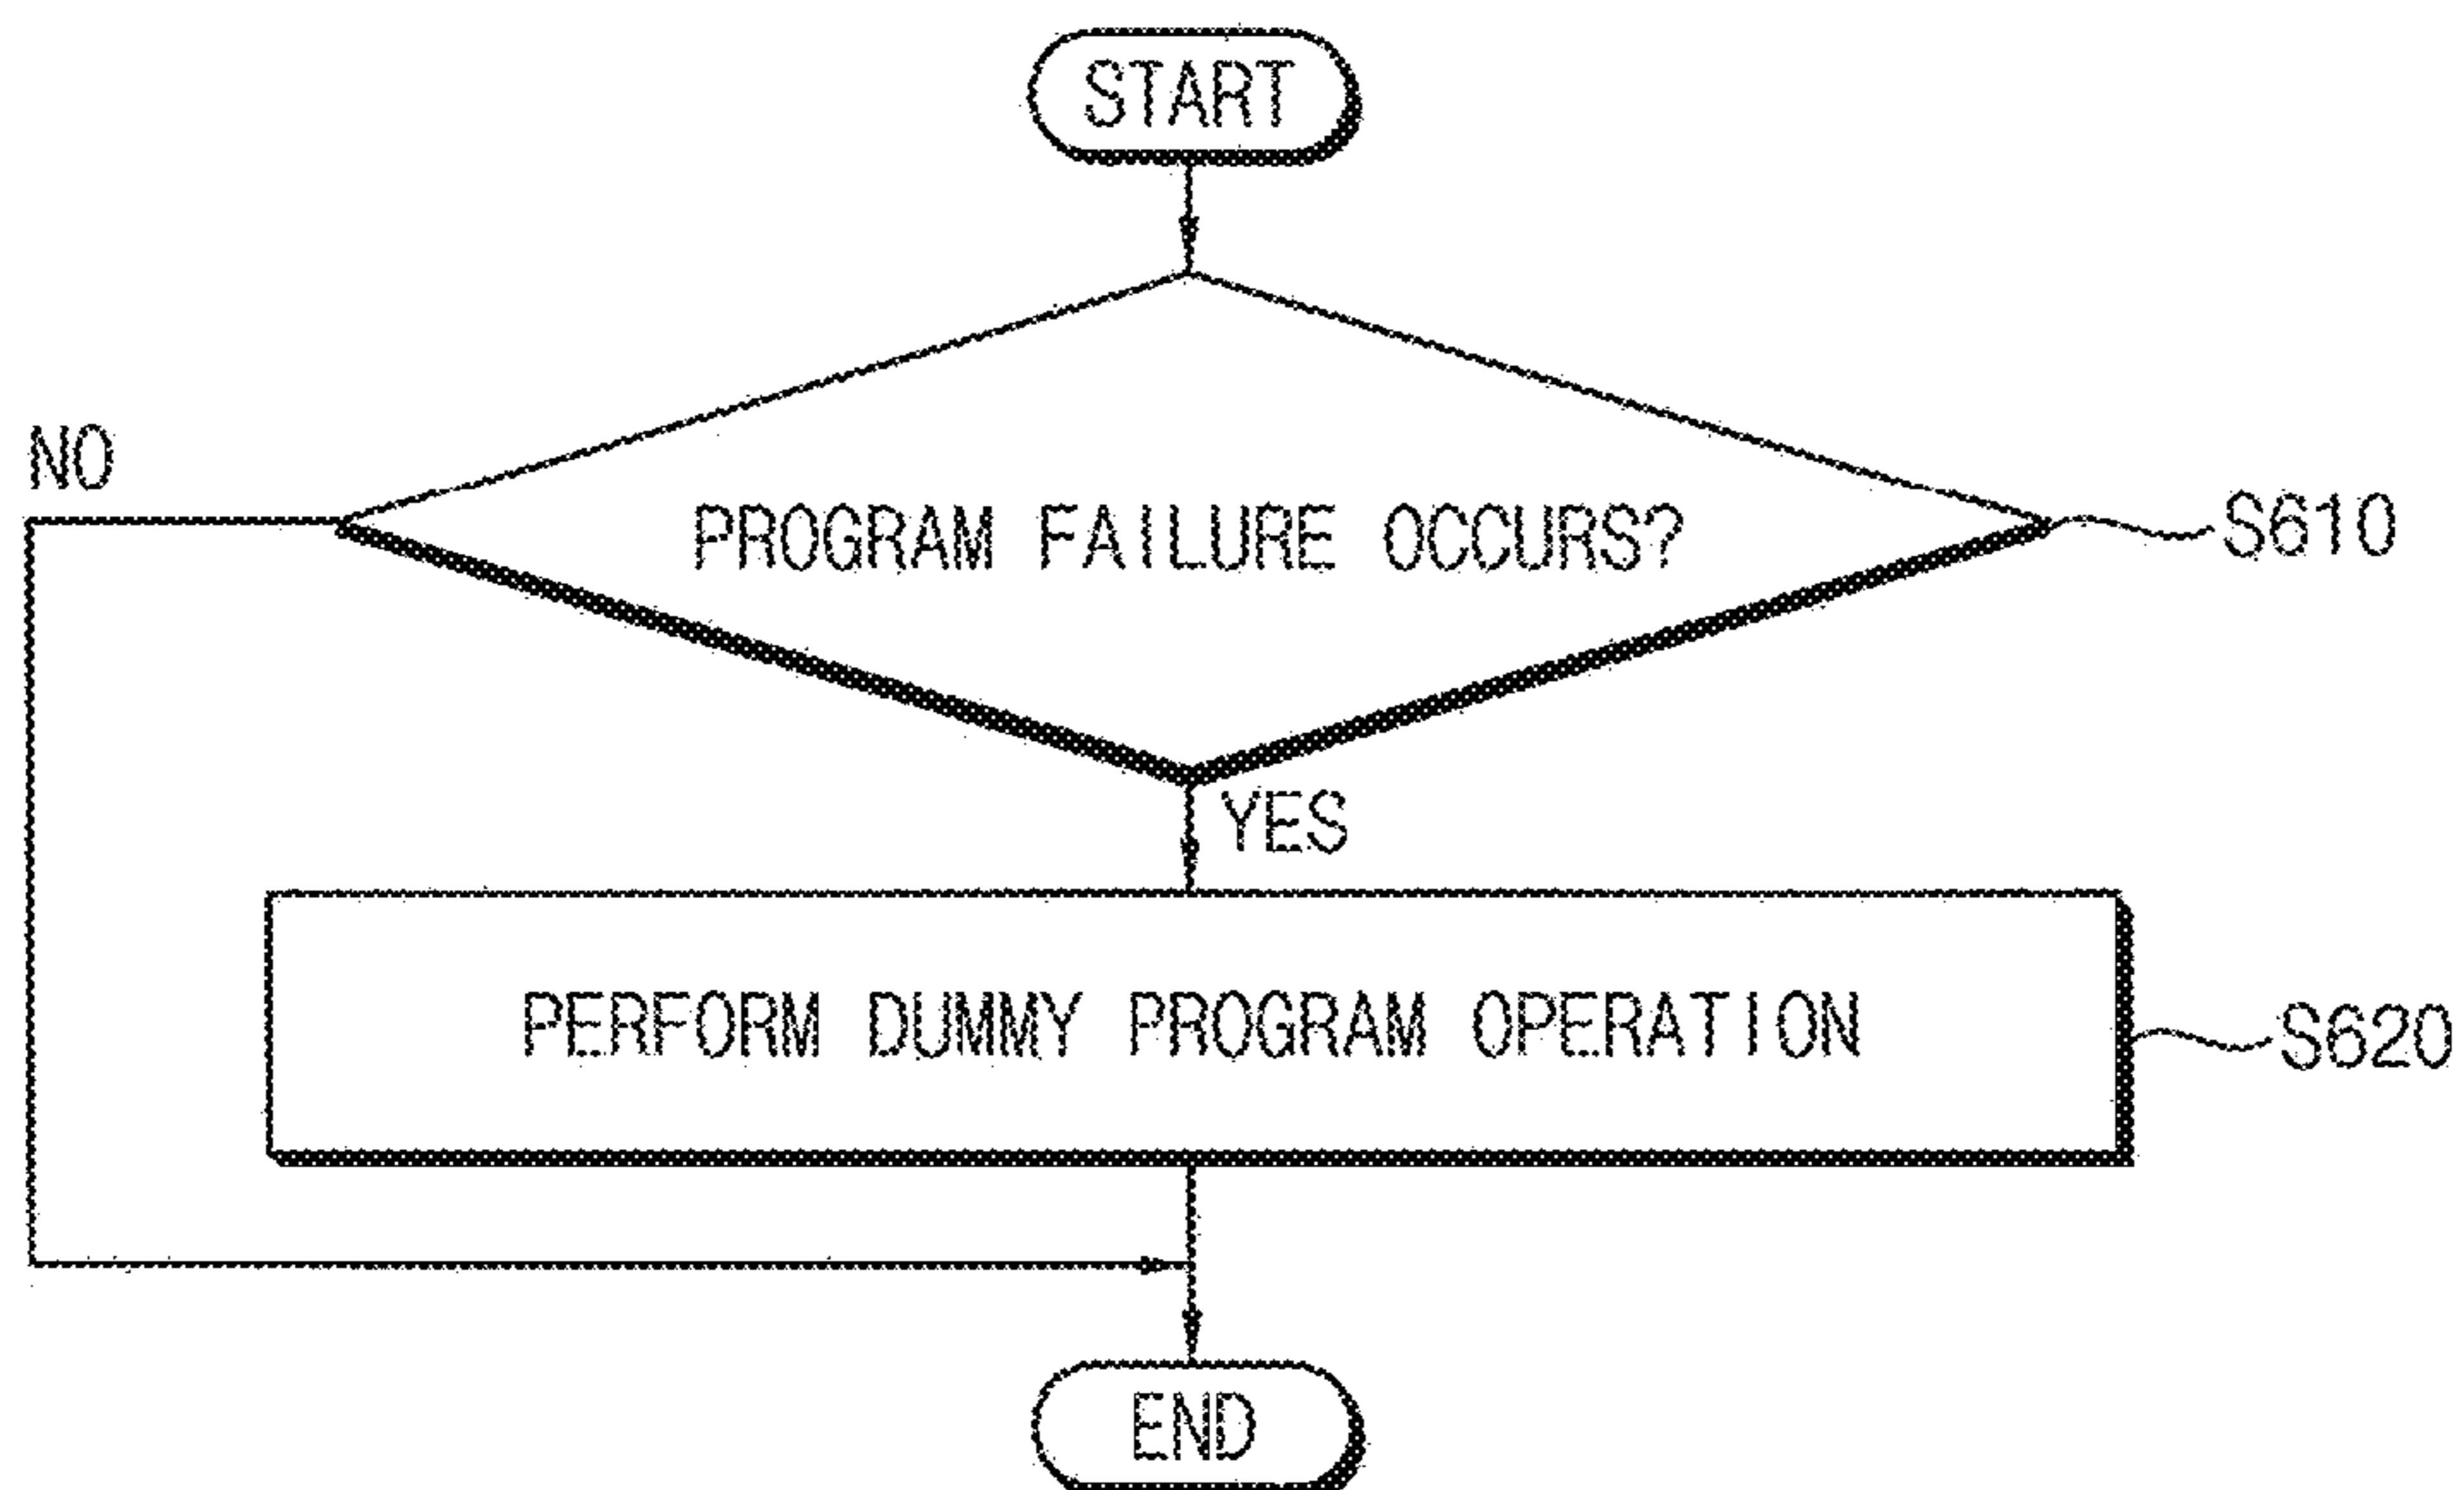 START
NO
PROGRAM FAILURE OCCURS?
S610
YES
PERFORM DUMMY PROGRAM OPERATION
S620
END